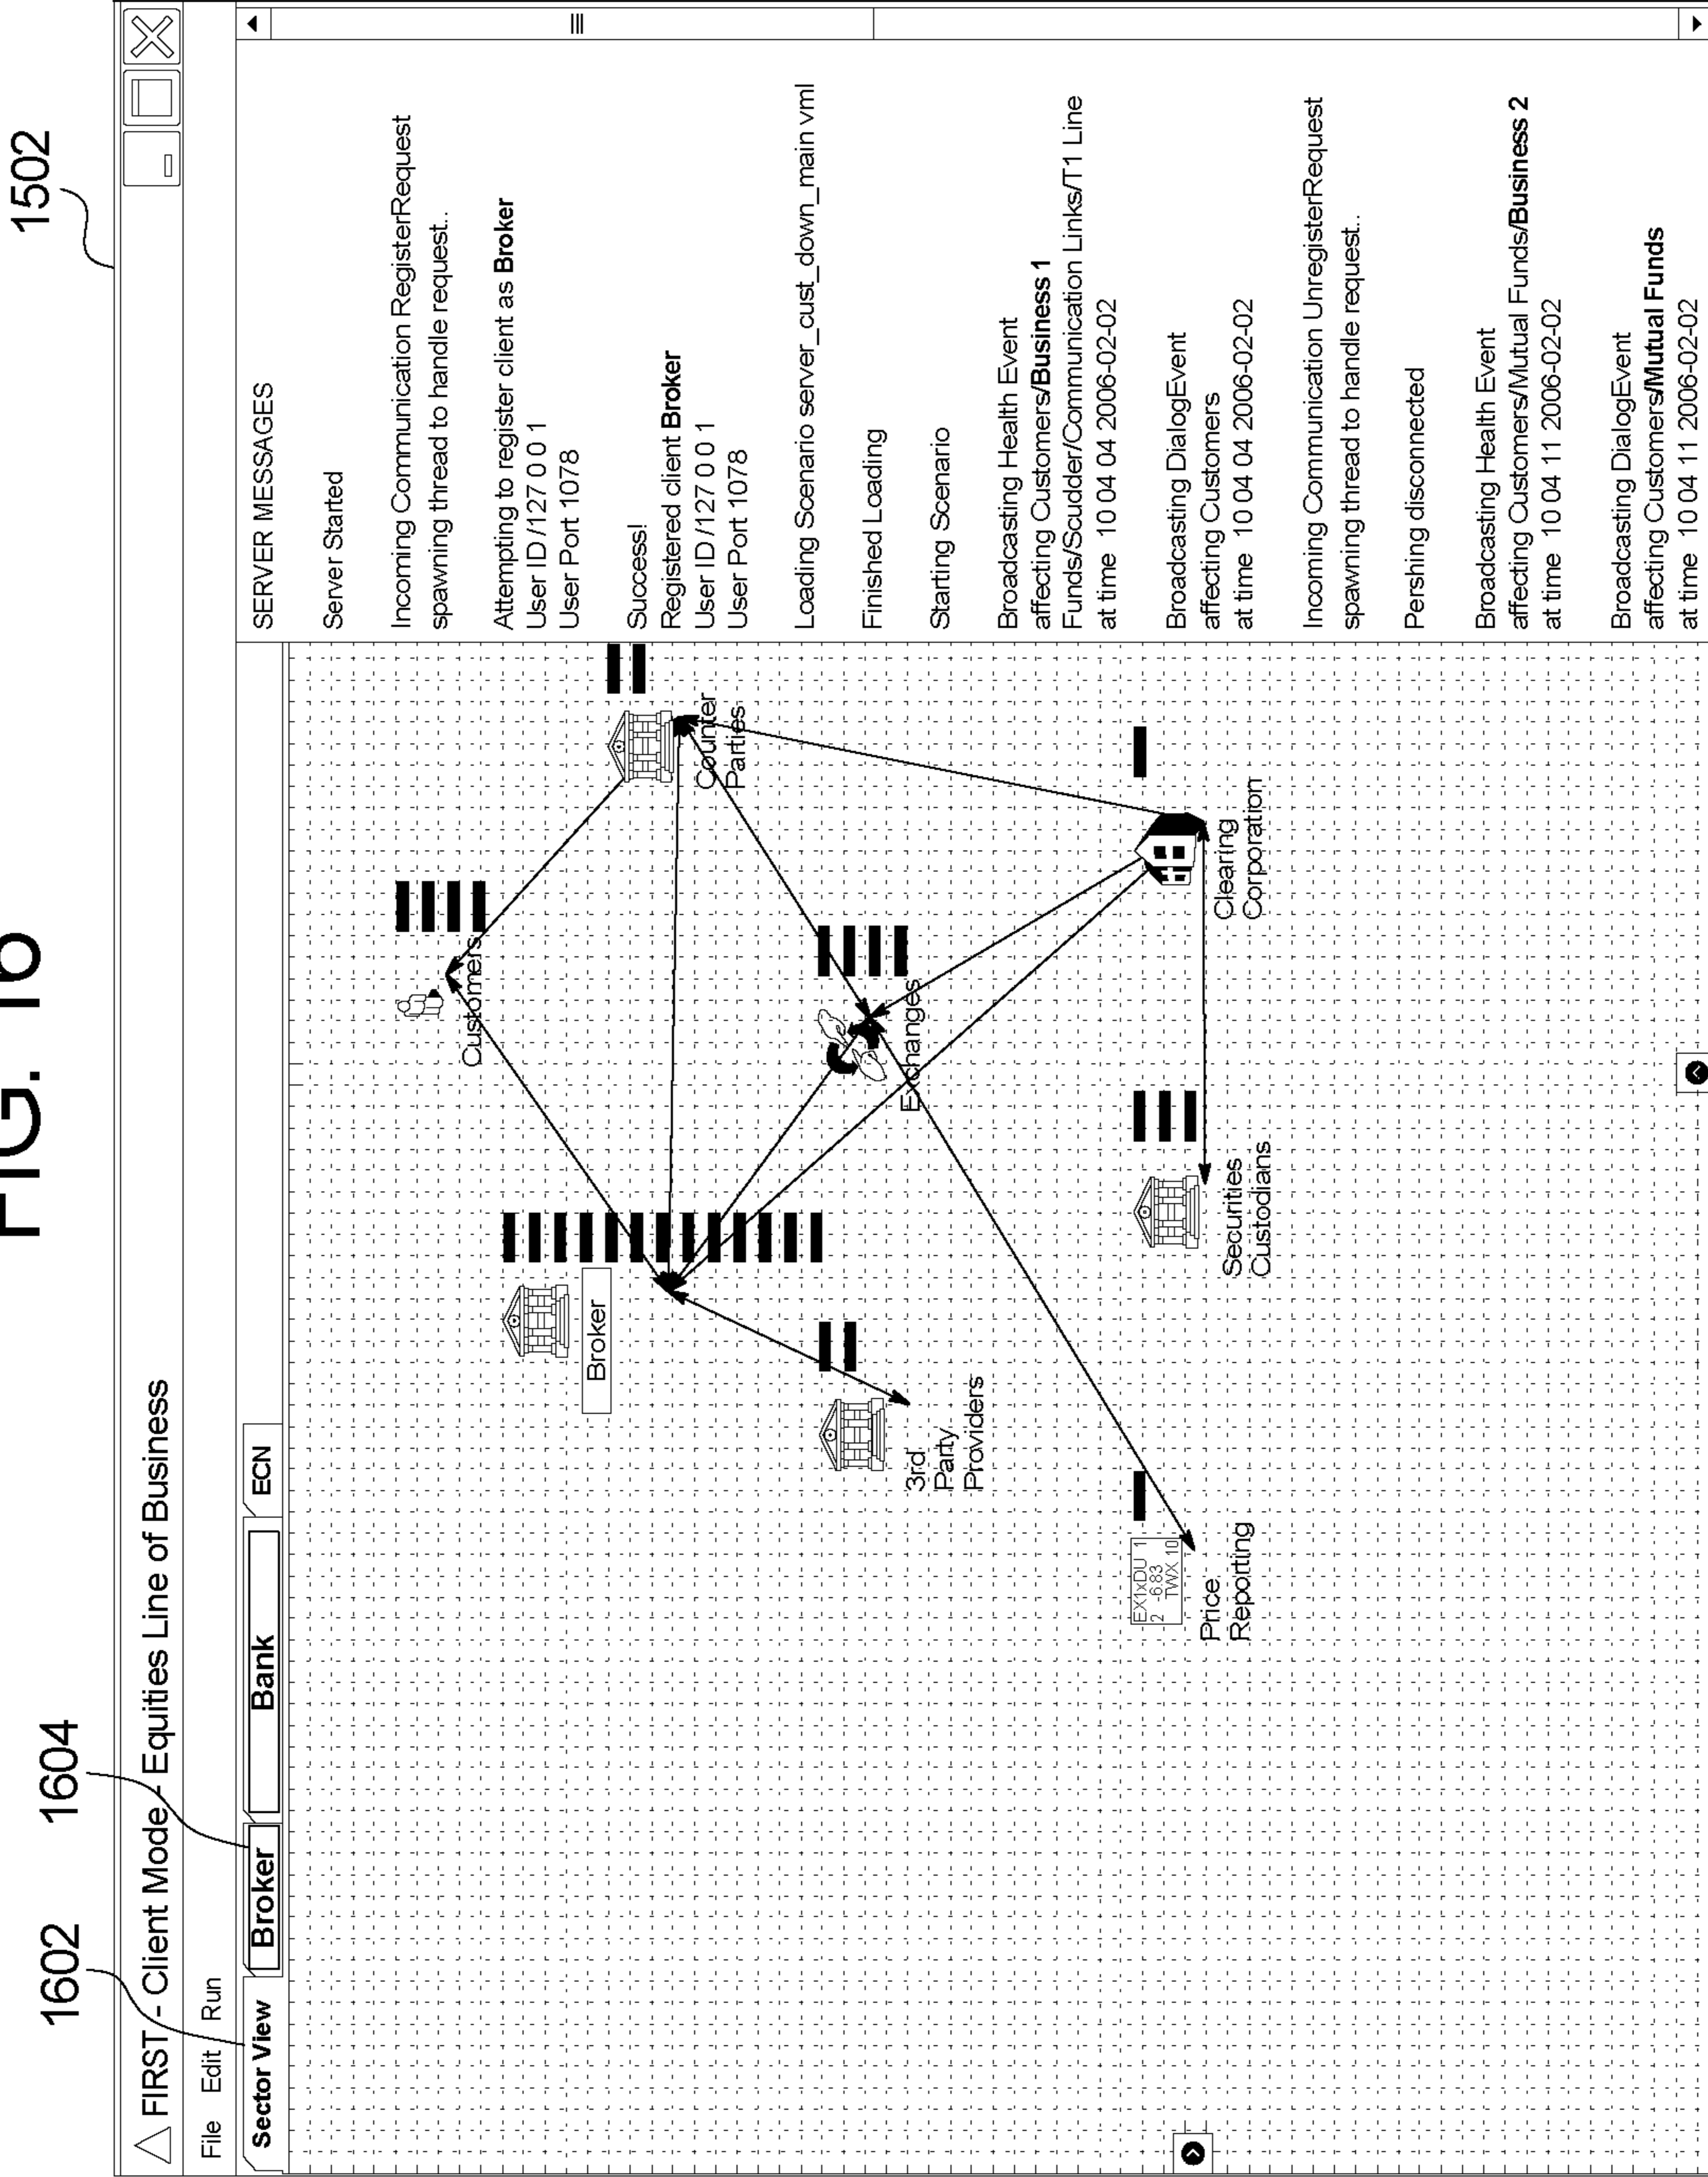 FIG. 16
1502
1602
1604
FIRST - Client Mode - Equities Line of Business
File Edit Run
Sector View
Broker
Bank
ECN
Customers
Broker
Counter
Parties
3rd
Party
Providers
Exchanges
EX1xDU 1
2 -6.83
TWX 10
Price
Reporting
Securities
Custodians
Clearing
Corporation
SERVER MESSAGES
Server Started
Incoming Communication RegisterRequest
spawning thread to handle request..
Attempting to register client as Broker
User ID /127 0 0 1
User Port 1078
Success!
Registered client Broker
User ID /127 0 0 1
User Port 1078
Loading Scenario server_cust_down_main vml
Finished Loading
Starting Scenario
Broadcasting Health Event
affecting Customers/Business 1
Funds/Scudder/Communication Links/T1 Line
at time 10 04 04 2006-02-02
Broadcasting DialogEvent
affecting Customers
at time 10 04 04 2006-02-02
Incoming Communication UnregisterRequest
spawning thread to handle request..
Pershing disconnected
Broadcasting Health Event
affecting Customers/Mutual Funds/Business 2
at time 10 04 11 2006-02-02
Broadcasting DialogEvent
affecting Customers/Mutual Funds
at time 10 04 11 2006-02-02